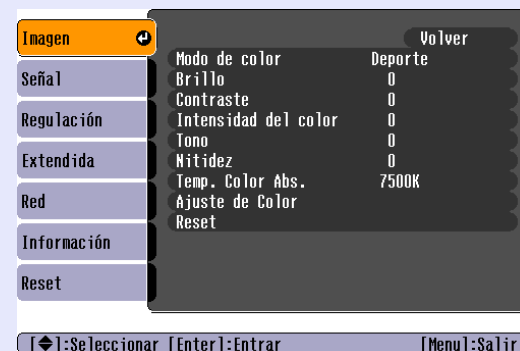 Imagen
Señal
Regulación
Extendida
Red
Información
Reset
Volver
Modo de color Deporte
Brillo 0
Contraste 0
Intensidad del color 0
Tono 0
Nitidez 0
Temp. Color Abs. 7500K
Ajuste de Color
Reset
[◆]:Seleccionar [Enter]:Entrar [Menu]:Salir